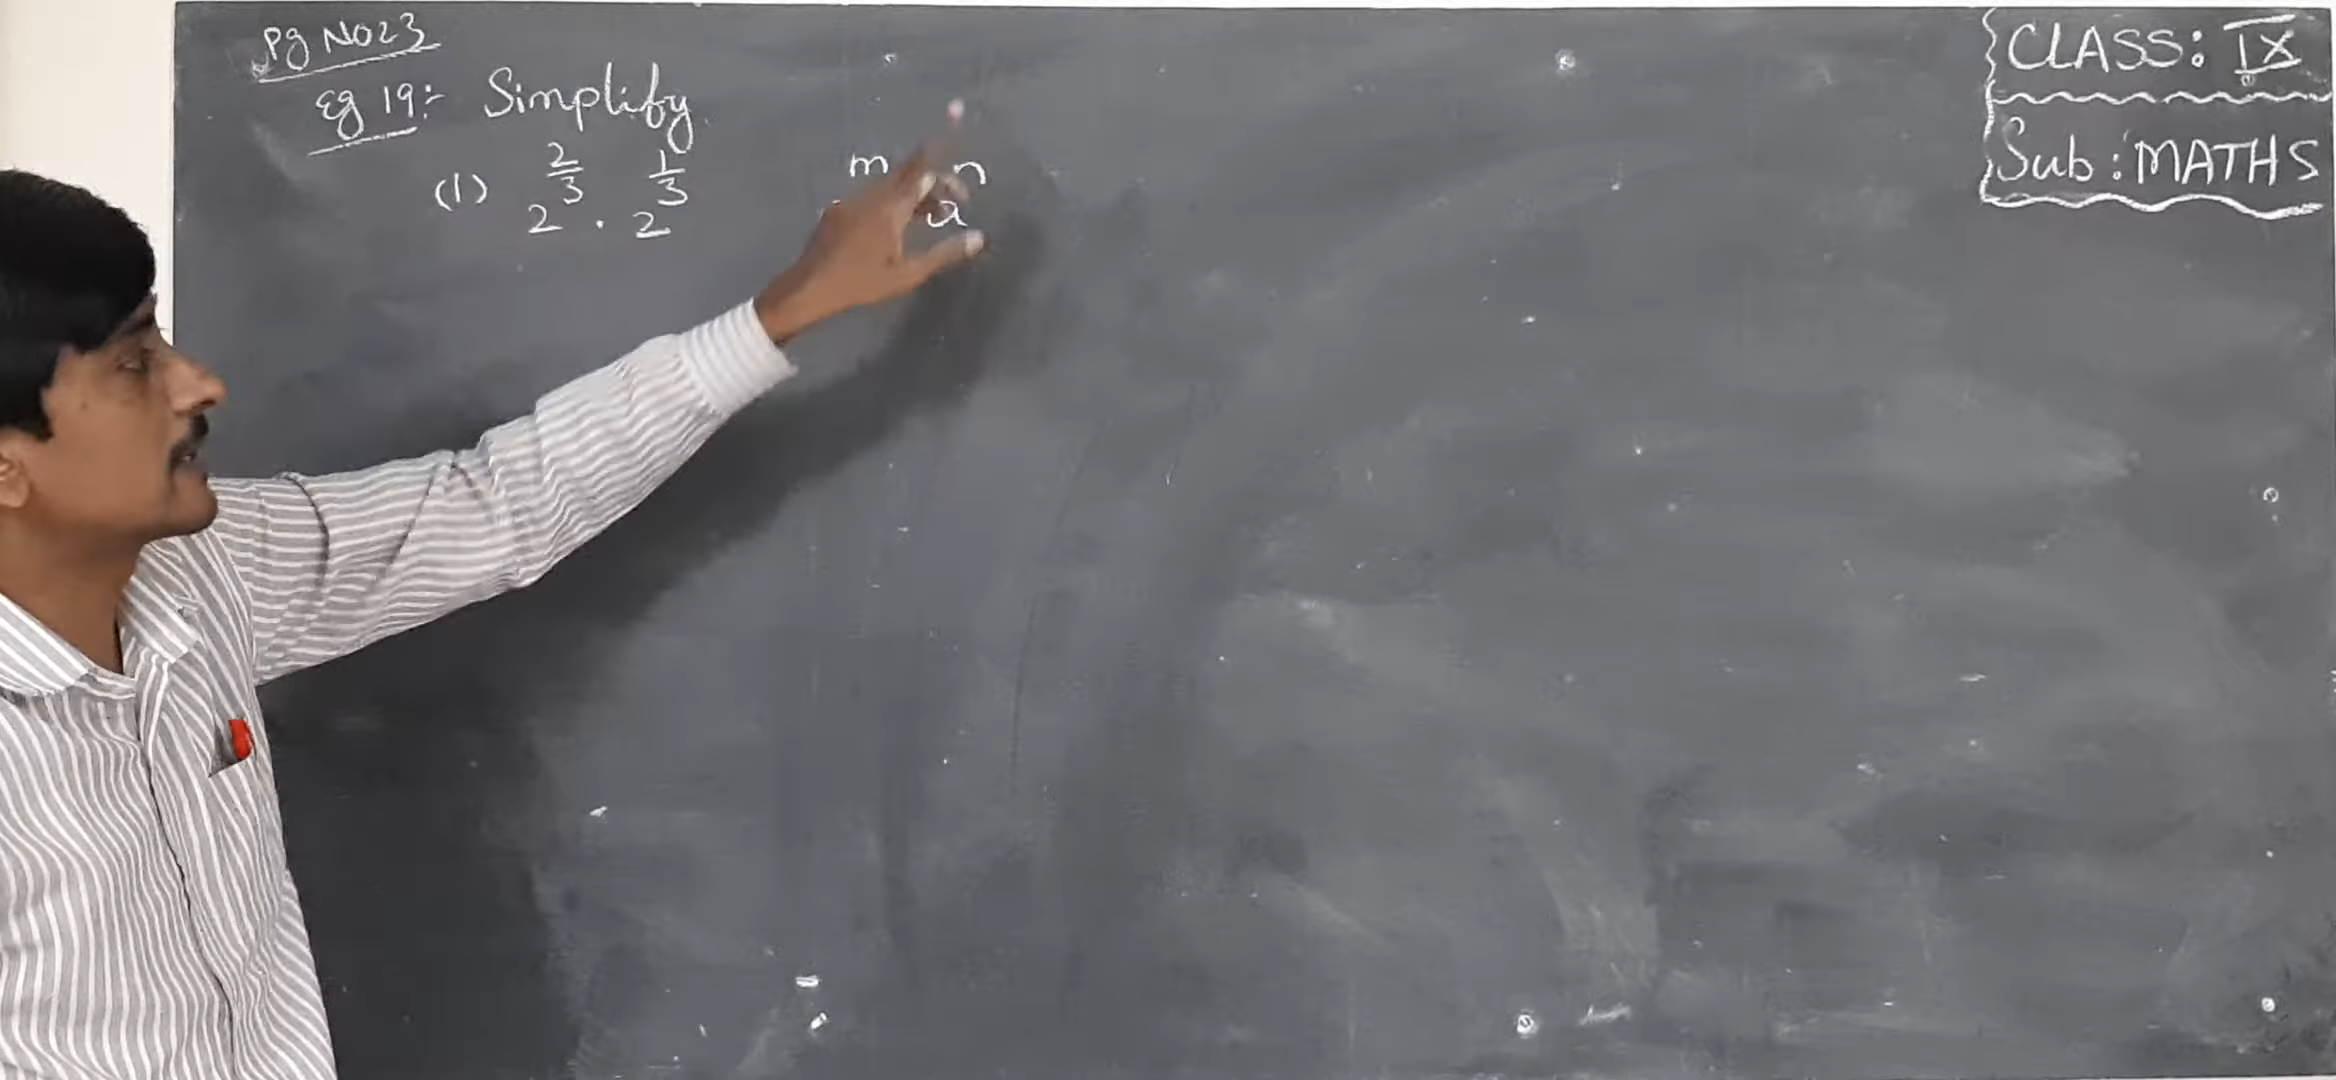 Pg No 23
Eg 19:- Simplify
(1) 2^(2/3) . 2^(1/3)
m n
a
CLASS: IX
Sub: MATHS